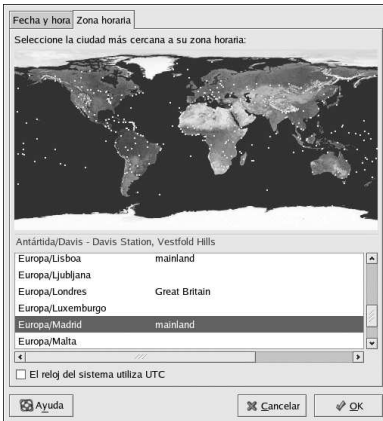 Fecha y hora Zona horaria
Seleccione la ciudad más cercana a su zona horaria:
Antártida/Davis - Davis Station, Vestfold Hills
Europa/Lisboa mainland
Europa/Ljubljana
Europa/Londres Great Britain
Europa/Luxemburgo
Europa/Madrid mainland
Europa/Malta
El reloj del sistema utiliza UTC
Ayuda Cancelar OK